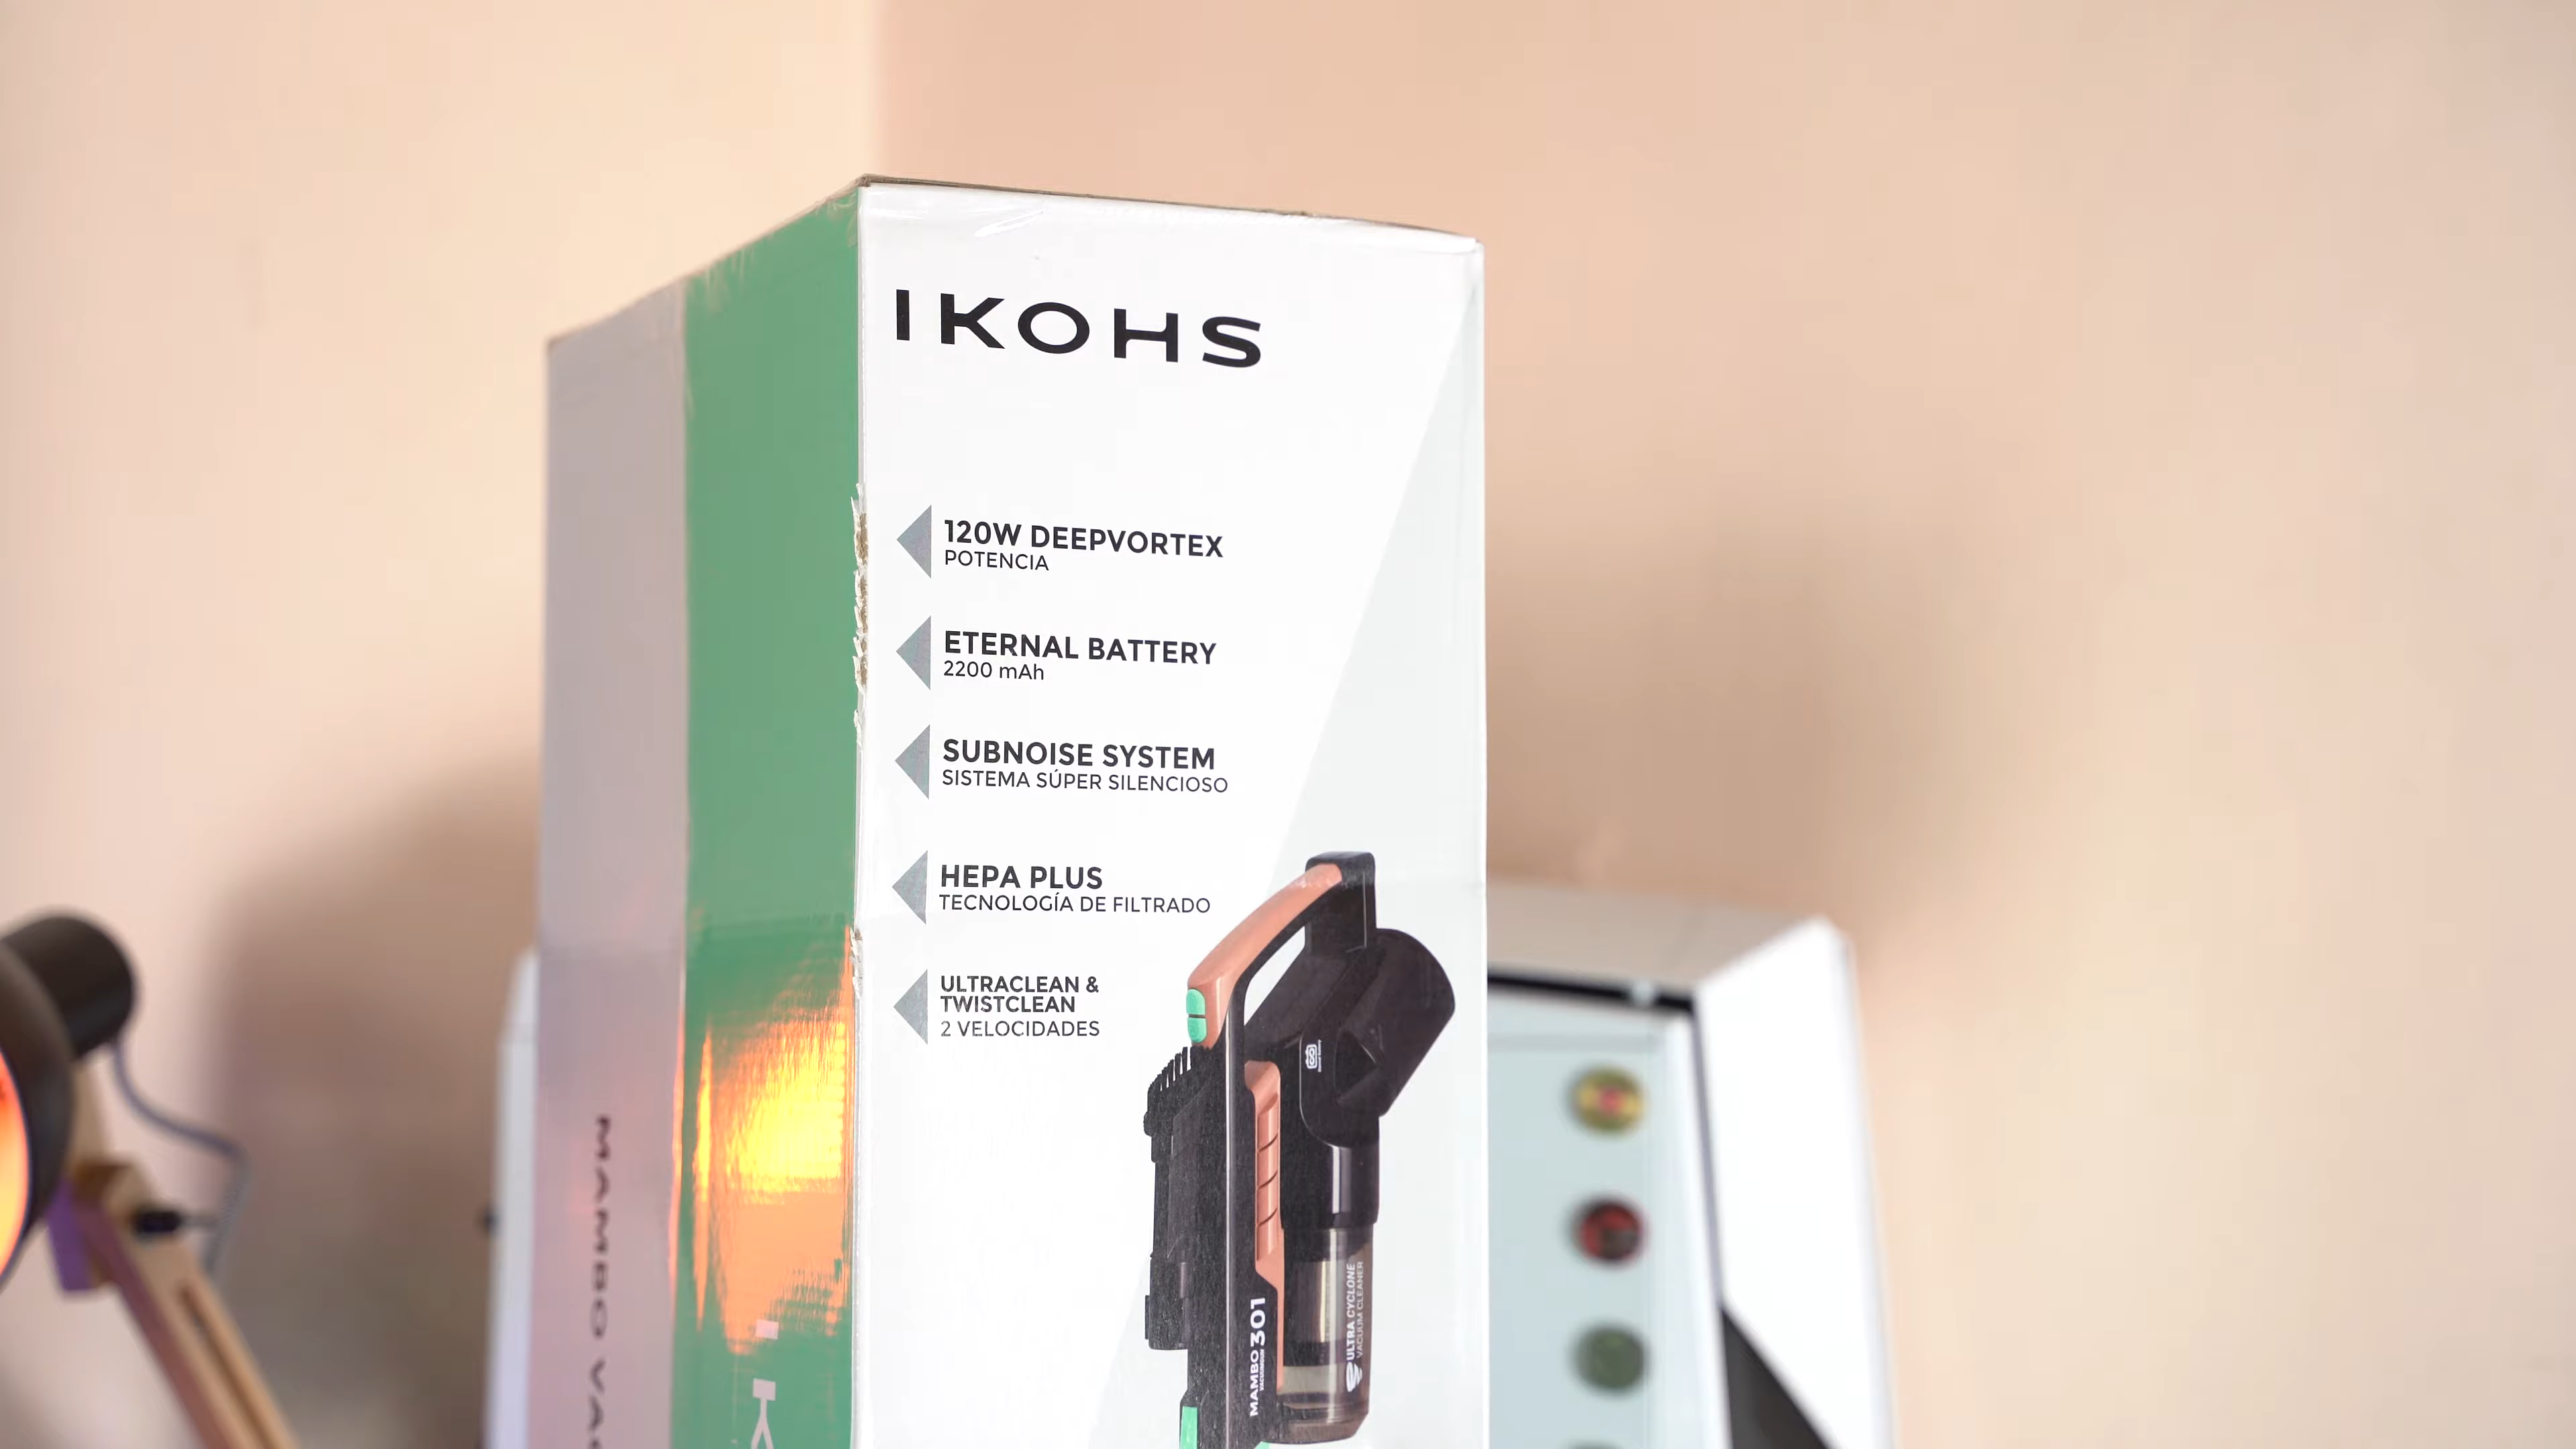 IKOHS
120W DEEPVORTEX
POTENCIA
ETERNAL BATTERY
2200 mAh
SUBNOISE SYSTEM
SISTEMA SÚPER SILENCIOSO
HEPA PLUS
TECNOLOGÍA DE FILTRADO
ULTRACLEAN &
TWISTCLEAN
2 VELOCIDADES
MAMBO 301
ULTRA CYCLONE
VACUUM CLEANER
MAMBO